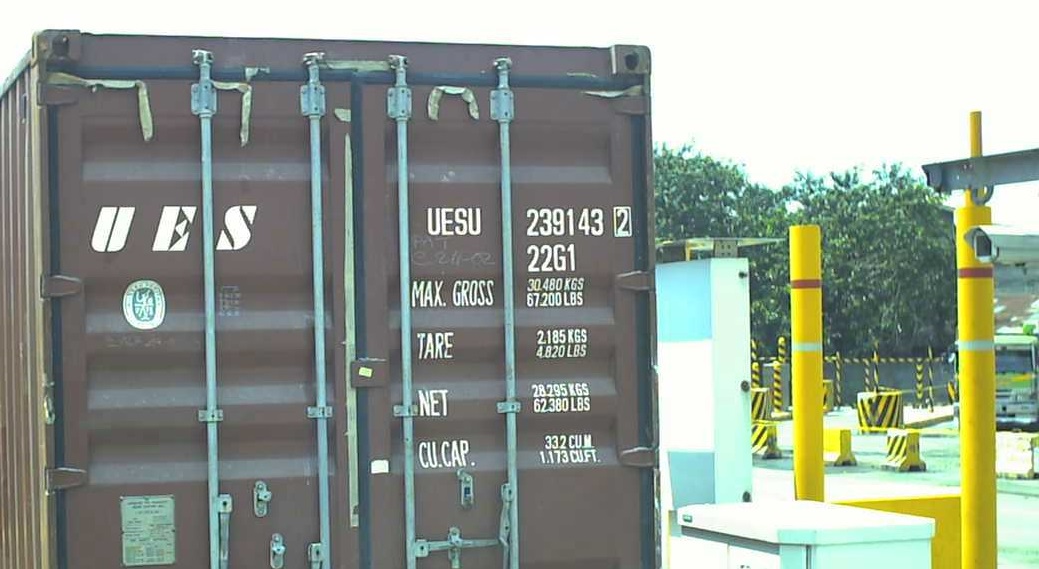 UES
UESU 239143 2
22G1
MAX. GROSS 30.480 KGS
67.200 LBS
TARE 2.185 KGS
4.820 LBS
NET 28.295 KGS
62.380 LBS
CU.CAP. 33.2 CU.M.
1.173 CU.FT.